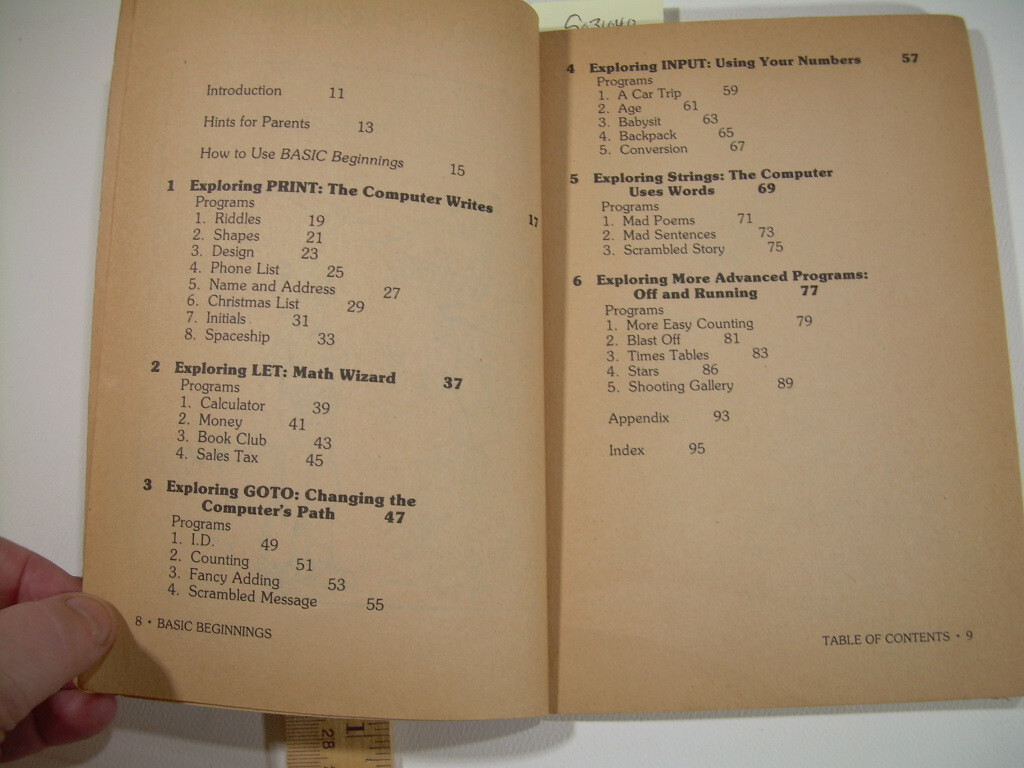 Introduction 11
Hints for Parents 13
How to Use BASIC Beginnings 15
1 Exploring PRINT: The Computer Writes 17
Programs
1. Riddles 19
2. Shapes 21
3. Design 23
4. Phone List 25
5. Name and Address 27
6. Christmas List 29
7. Initials 31
8. Spaceship 33
2 Exploring LET: Math Wizard 37
Programs
1. Calculator 39
2. Money 41
3. Book Club 43
4. Sales Tax 45
3 Exploring GOTO: Changing the
Computer's Path 47
Programs
1. I.D. 49
2. Counting 51
3. Fancy Adding 53
4. Scrambled Message 55
8 • BASIC BEGINNINGS
4 Exploring INPUT: Using Your Numbers 57
Programs
1. A Car Trip 59
2. Age 61
3. Babysit 63
4. Backpack 65
5. Conversion 67
5 Exploring Strings: The Computer
Uses Words 69
Programs
1. Mad Poems 71
2. Mad Sentences 73
3. Scrambled Story 75
6 Exploring More Advanced Programs:
Off and Running 77
Programs
1. More Easy Counting 79
2. Blast Off 81
3. Times Tables 83
4. Stars 86
5. Shooting Gallery 89
Appendix 93
Index 95
TABLE OF CONTENTS • 9
28
1